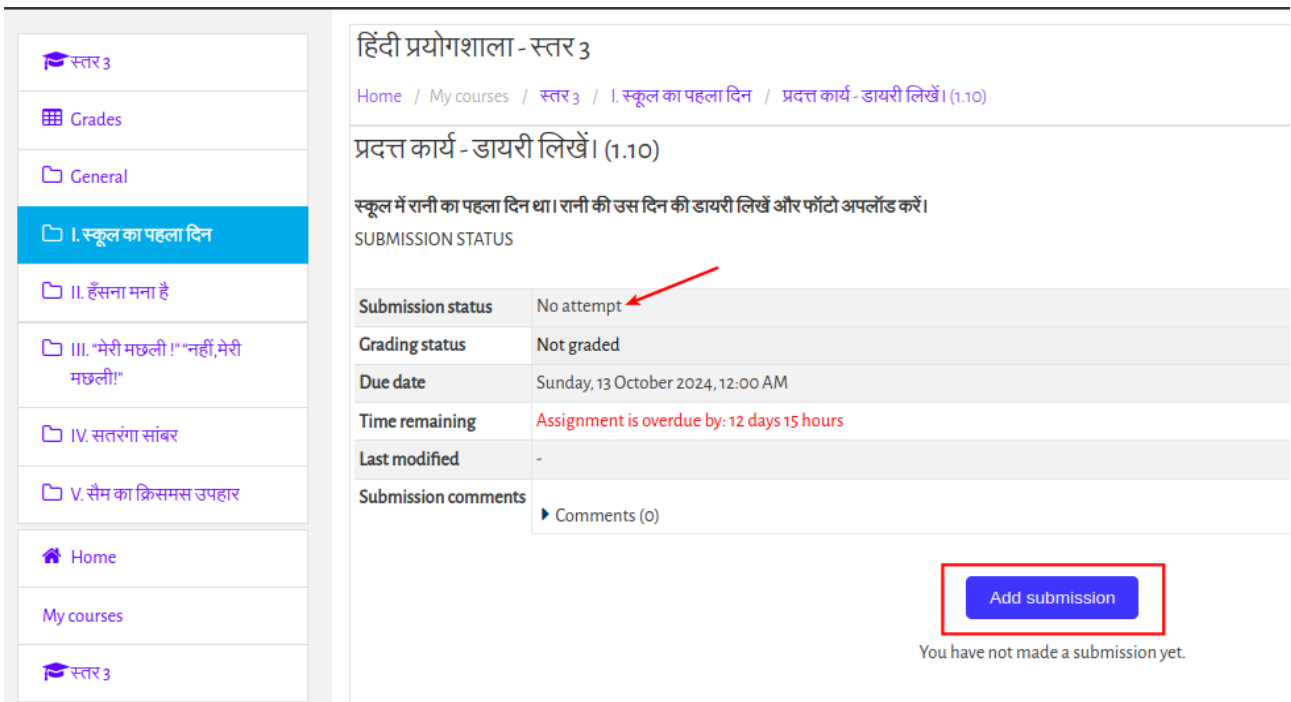 स्तर 3
Grades
General
I. स्कूल का पहला दिन
II. हँसना मना है
III. "मेरी मछली !" "नहीं,मेरी
मछली!"
IV. सतरंगा सांबर
V. सैम का क्रिसमस उपहार
Home
My courses
स्तर 3
हिंदी प्रयोगशाला - स्तर 3
Home / My courses / स्तर 3 / I. स्कूल का पहला दिन / प्रदत्त कार्य - डायरी लिखें। (1.10)
प्रदत्त कार्य - डायरी लिखें। (1.10)
स्कूल में रानी का पहला दिन था। रानी की उस दिन की डायरी लिखें और फॉटो अपलॉड करें।
SUBMISSION STATUS
Submission status No attempt
Grading status Not graded
Due date Sunday, 13 October 2024, 12:00 AM
Time remaining Assignment is overdue by: 12 days 15 hours
Last modified -
Submission comments
Comments (0)
Add submission
You have not made a submission yet.